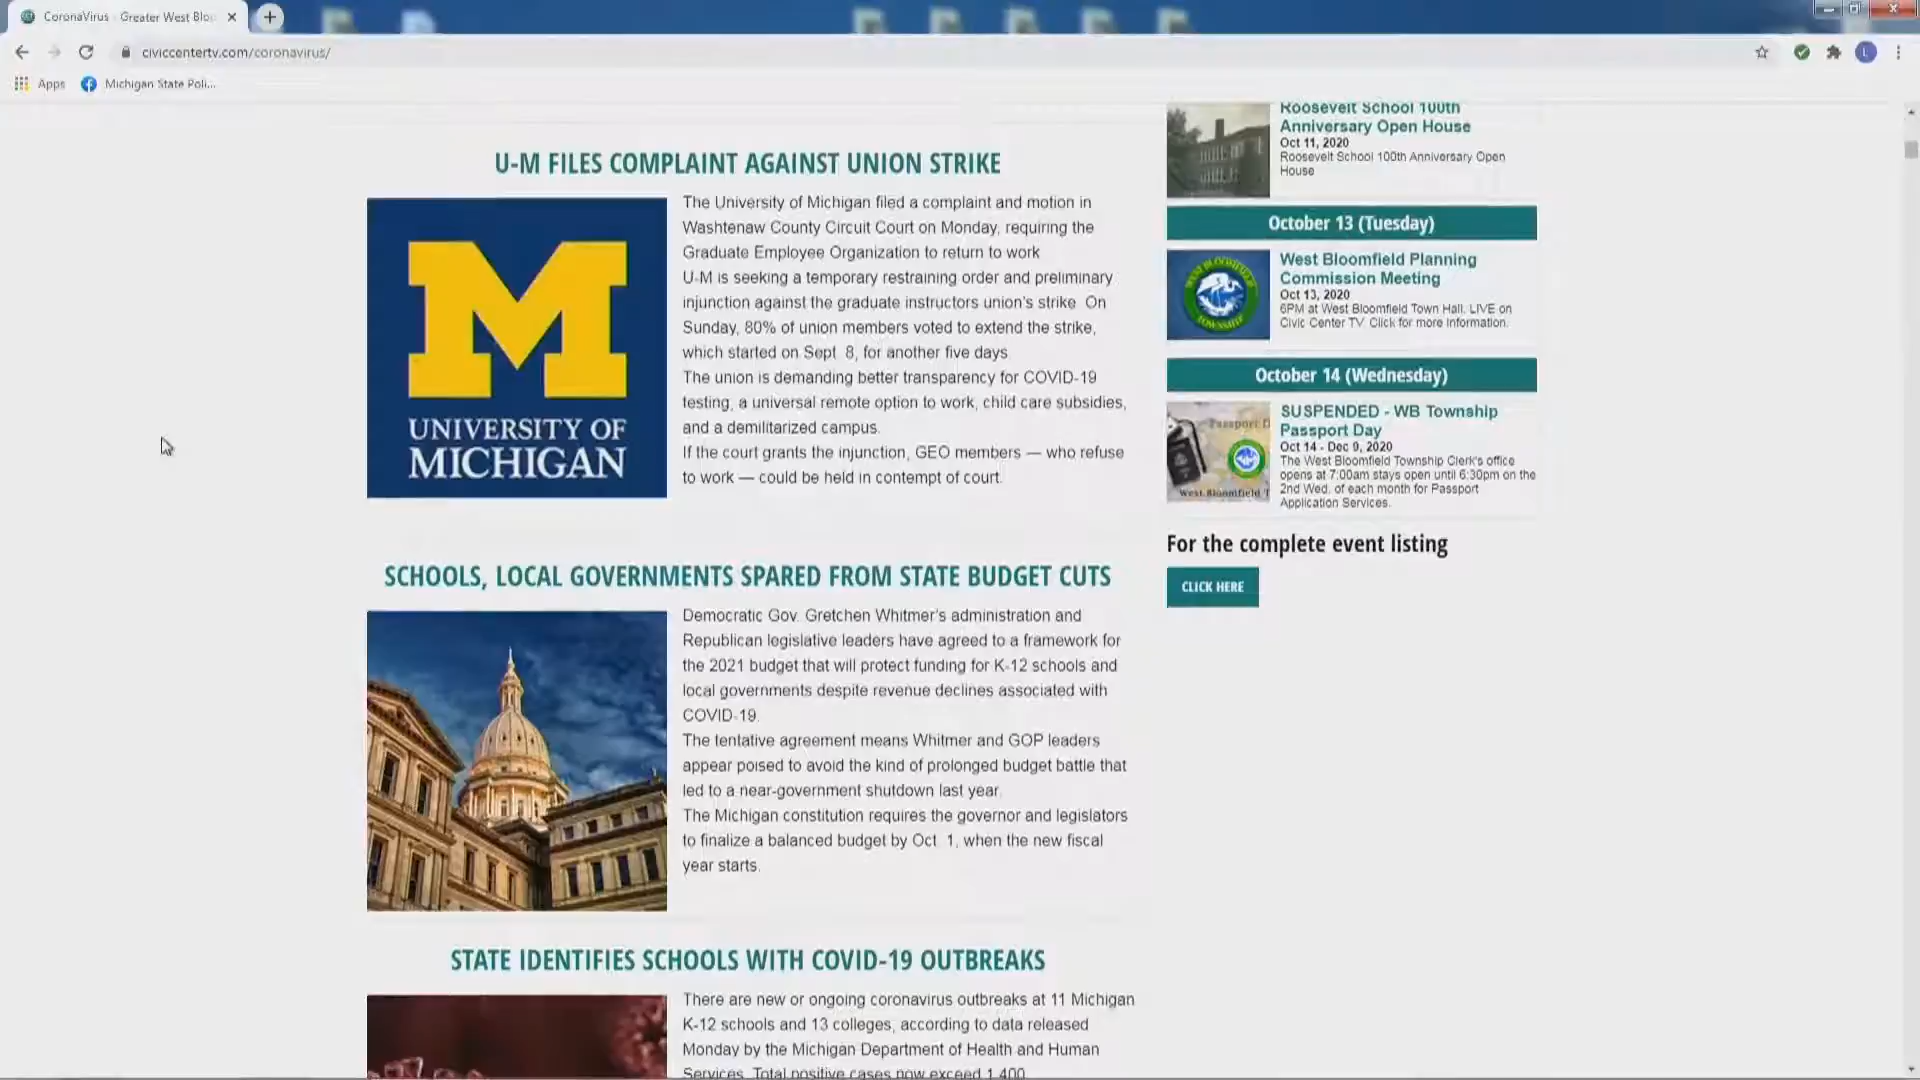 CoronaVirus - Greater West Bloo
civiccentertv.com/coronavirus/
L
Apps
Michigan State Poli...
U-M FILES COMPLAINT AGAINST UNION STRIKE
M
UNIVERSITY OF
MICHIGAN
The University of Michigan filed a complaint and motion in
Washtenaw County Circuit Court on Monday, requiring the
Graduate Employee Organization to return to work
U-M is seeking a temporary restraining order and preliminary
injunction against the graduate instructors union's strike. On
Sunday, 80% of union members voted to extend the strike,
which started on Sept. 8, for another five days.
The union is demanding better transparency for COVID-19
testing, a universal remote option to work, child care subsidies,
and a demilitarized campus.
If the court grants the injunction, GEO members — who refuse
to work — could be held in contempt of court.
SCHOOLS, LOCAL GOVERNMENTS SPARED FROM STATE BUDGET CUTS
Democratic Gov. Gretchen Whitmer's administration and
Republican legislative leaders have agreed to a framework for
the 2021 budget that will protect funding for K-12 schools and
local governments despite revenue declines associated with
COVID-19.
The tentative agreement means Whitmer and GOP leaders
appear poised to avoid the kind of prolonged budget battle that
led to a near-government shutdown last year.
The Michigan constitution requires the governor and legislators
to finalize a balanced budget by Oct. 1, when the new fiscal
year starts.
STATE IDENTIFIES SCHOOLS WITH COVID-19 OUTBREAKS
There are new or ongoing coronavirus outbreaks at 11 Michigan
K-12 schools and 13 colleges, according to data released
Monday by the Michigan Department of Health and Human
Services. Total positive cases now exceed 1,400
Roosevelt School 100th
Anniversary Open House
Oct 11, 2020
Roosevelt School 100th Anniversary Open
House
October 13 (Tuesday)
WEST BLOOMFIELD
TOWNSHIP
West Bloomfield Planning
Commission Meeting
Oct 13, 2020
6PM at West Bloomfield Town Hall. LIVE on
Civic Center TV. Click for more information.
October 14 (Wednesday)
Passport D
West Bloomfield T
SUSPENDED - WB Township
Passport Day
Oct 14 - Dec 9, 2020
The West Bloomfield Township Clerk's office
opens at 7:00am stays open until 6:30pm on the
2nd Wed. of each month for Passport
Application Services.
For the complete event listing
CLICK HERE